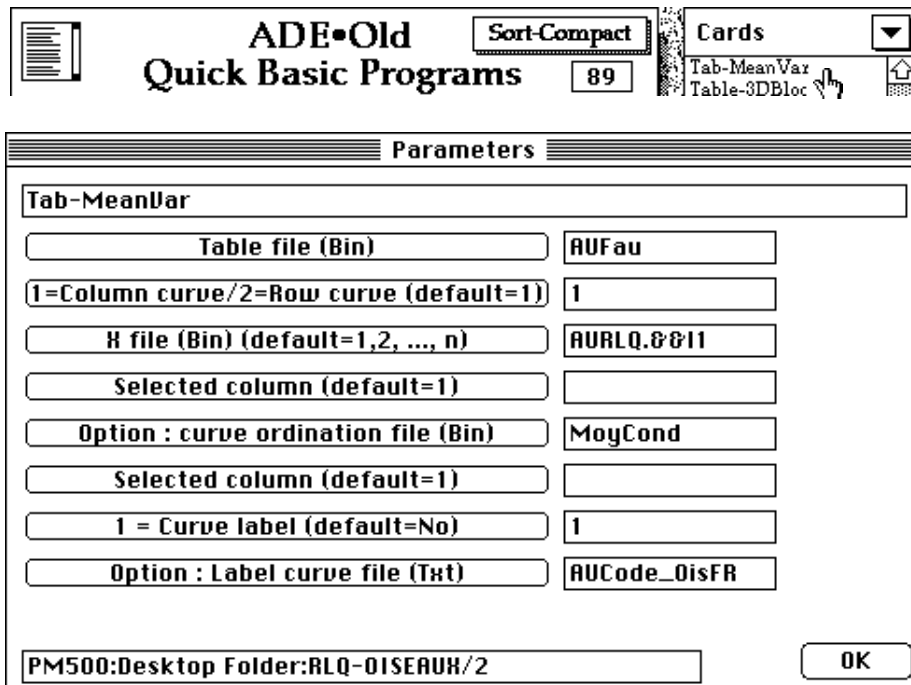 ADE•Old
Quick Basic Programs
Sort-Compact
89
Cards
Tab-MeanVar
Table-3DBloc
Parameters
Tab-MeanVar
Table file (Bin) AUFau
1=Column curve/2=Row curve (default=1) 1
X file (Bin) (default=1,2, ..., n) AURLQ.&&l1
Selected column (default=1)
Option : curve ordination file (Bin) MoyCond
Selected column (default=1)
1 = Curve label (default=No) 1
Option : Label curve file (Txt) AUCode_OisFR
PM500:Desktop Folder:RLQ-OISEAUX/2
OK